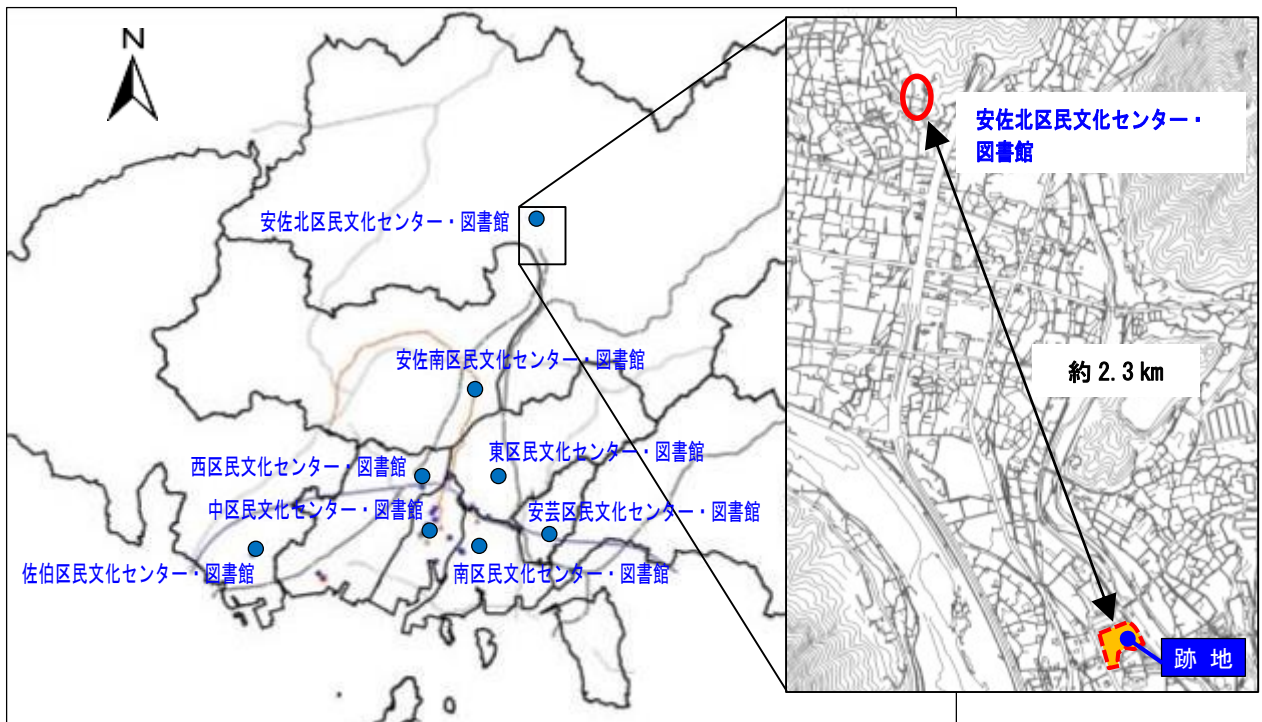 N
安佐北区民文化センター・図書館
安佐南区民文化センター・図書館
西区民文化センター・図書館
東区民文化センター・図書館
中区民文化センター・図書館
安芸区民文化センター・図書館
佐伯区民文化センター・図書館
南区民文化センター・図書館
安佐北区民文化センター・
図書館
約 2.3 km
跡 地